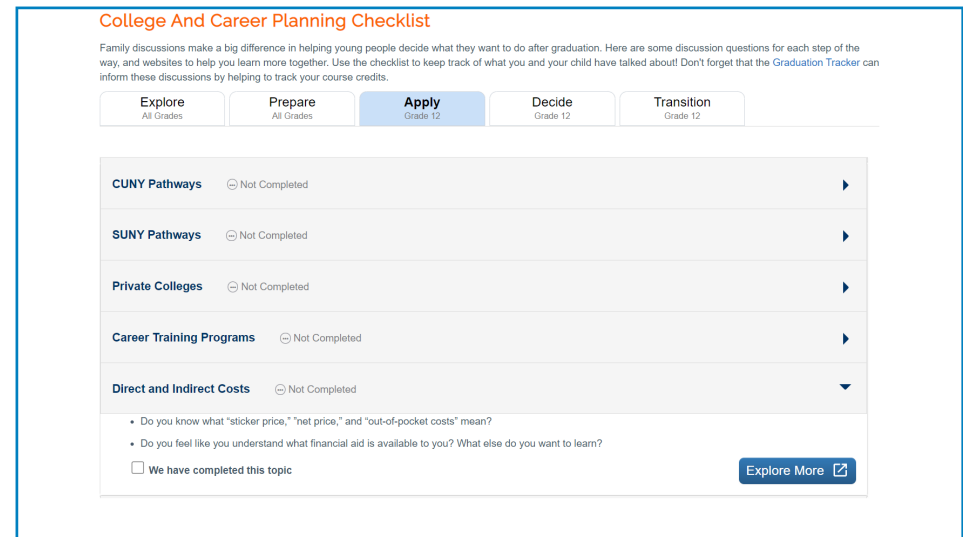 College And Career Planning Checklist
Family discussions make a big difference in helping young people decide what they want to do after graduation. Here are some discussion questions for each step of the
way, and websites to help you learn more together. Use the checklist to keep track of what you and your child have talked about! Don't forget that the Graduation Tracker can
inform these discussions by helping to track your course credits.
Explore
All Grades
Prepare
All Grades
Apply
Grade 12
Decide
Grade 12
Transition
Grade 12
CUNY Pathways Not Completed
SUNY Pathways Not Completed
Private Colleges Not Completed
Career Training Programs Not Completed
Direct and Indirect Costs Not Completed
• Do you know what “sticker price,” ”net price,” and “out-of-pocket costs” mean?
• Do you feel like you understand what financial aid is available to you? What else do you want to learn?
We have completed this topic
Explore More